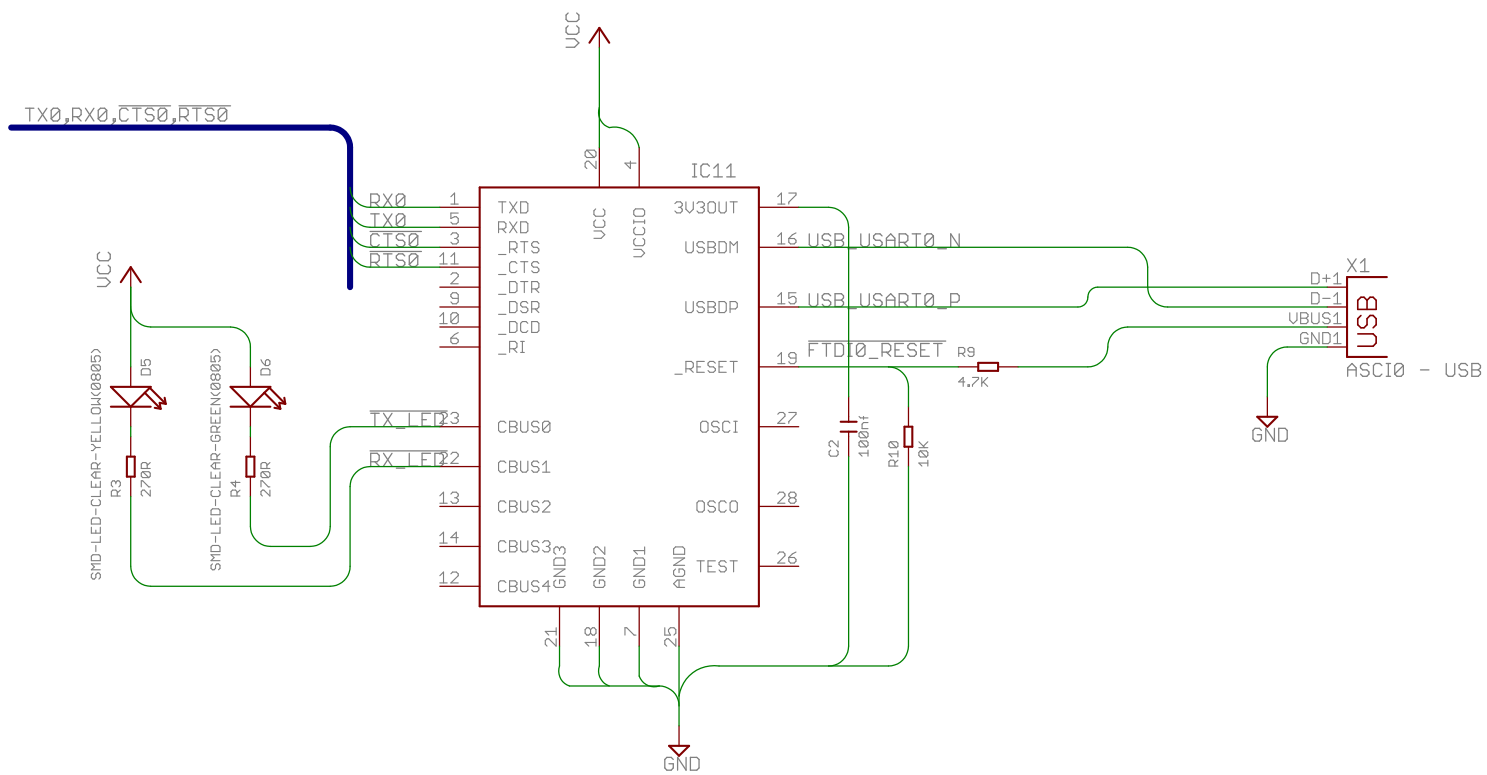 VCC
TX0,RX0,CTS0,RTS0
20
4
IC11
RX0
1
TXD
TX0
5
RXD
CTS0
3
_RTS
RTS0
11
_CTS
2
_DTR
9
_DSR
10
_DCD
6
_RI
VCC
VCCIO
3V3OUT
17
USBDM
16
USB_USART0_N
USBDP
15
USB_USART0_P
_RESET
19
FTDI0_RESET
R9
4.7K
X1
D+1
D-1
VBUS1
GND1
USB
ASCI0 - USB
GND
VCC
D5
SMD-LED-CLEAR-YELLOW(0805)
D6
SMD-LED-CLEAR-GREEN(0805)
R3
270R
R4
270R
TX_LED
23
CBUS0
RX_LED
22
CBUS1
13
CBUS2
14
CBUS3
12
CBUS4
OSCI
27
OSCO
28
TEST
26
C2
100nf
R10
10K
GND3
GND2
GND1
AGND
21
18
7
25
GND